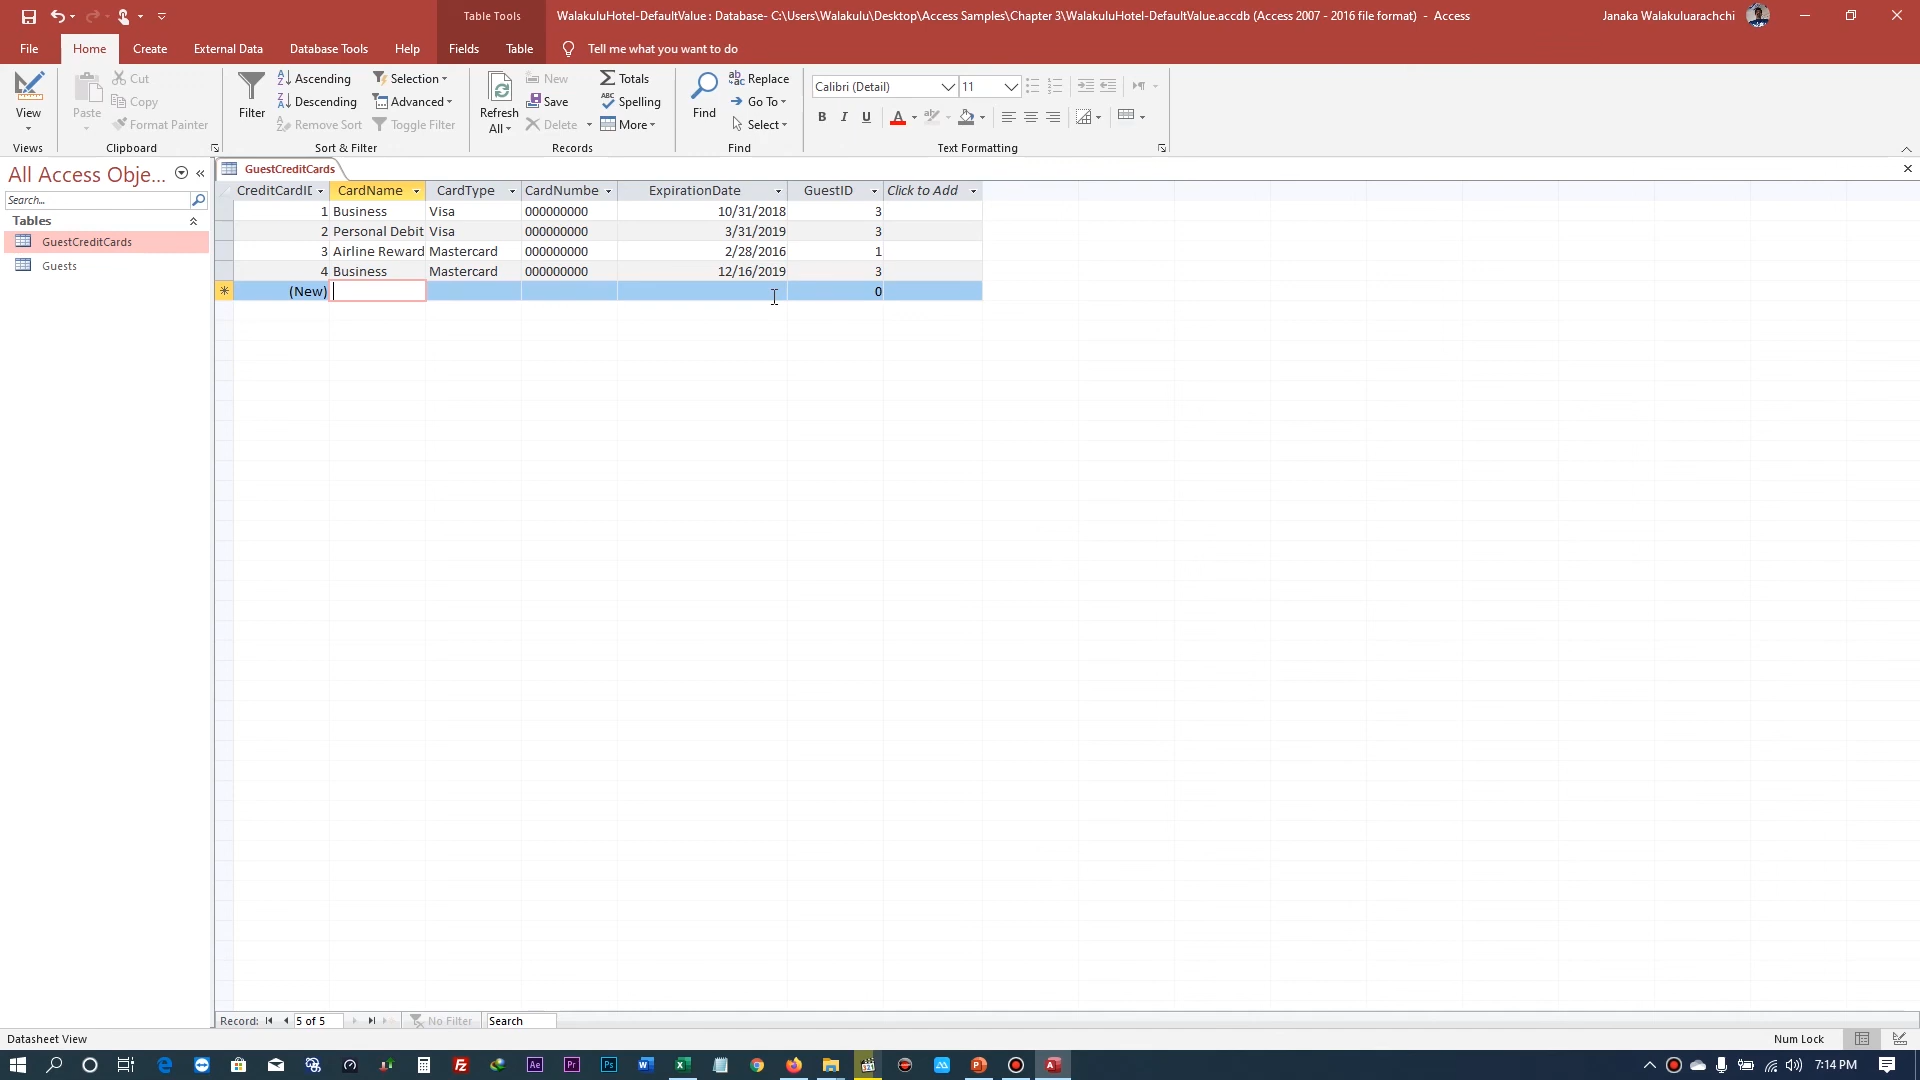 Table Tools
WalakuluHotel-DefaultValue : Database- C:\Users\Walakulu\Desktop\Access Samples\Chapter 3\WalakuluHotel-DefaultValue.accdb (Access 2007 - 2016 file format)  -  Access
Janaka Walakuluarachchi
File Home Create External Data Database Tools Help Fields Table Tell me what you want to do
View
Views
Paste
Cut
Copy
Format Painter
Clipboard
Filter
Ascending
Descending
Remove Sort
Selection
Advanced
Toggle Filter
Sort & Filter
Refresh
All
New
Save
Delete
Totals
Spelling
More
Records
Find
Replace
Go To
Select
Find
Calibri (Detail) 11
B I U A
Text Formatting
All Access Obje...
Search...
Tables
GuestCreditCards
Guests
GuestCreditCards
CreditCardID CardName CardType CardNumbe ExpirationDate GuestID Click to Add
1 Business Visa 000000000 10/31/2018 3
2 Personal Debit Visa 000000000 3/31/2019 3
3 Airline Reward Mastercard 000000000 2/28/2016 1
4 Business Mastercard 000000000 12/16/2019 3
(New) 0
Record: 5 of 5 No Filter Search
Datasheet View
Num Lock
7:14 PM